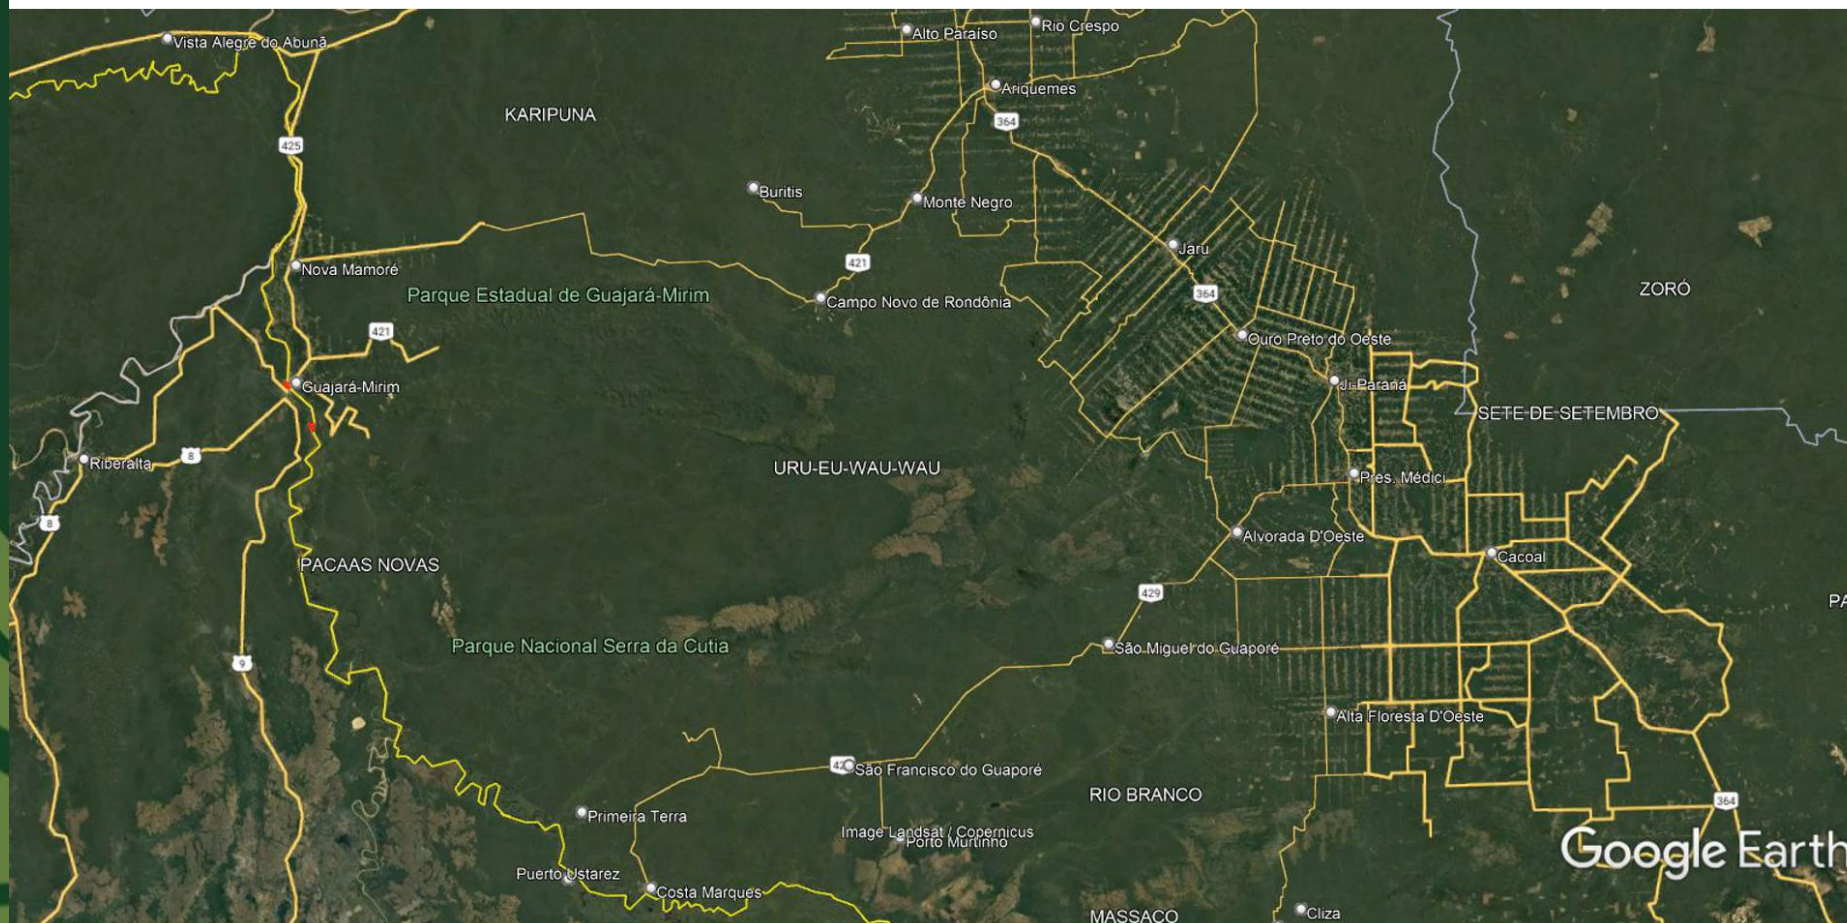 Vista Alegre do Abunã
Alto Paraíso
Rio Crespo
Ariquemes
KARIPUNA
364
425
Buritis
Monte Negro
Jaru
421
Nova Mamoré
Parque Estadual de Guajará-Mirim
Campo Novo de Rondônia
364
ZORÓ
421
Ouro Preto do Oeste
Guajará-Mirim
Ji-Paraná
SETE DE SETEMBRO
Riberalta
8
URU-EU-WAU-WAU
Pres. Médici
8
Alvorada D'Oeste
Cacoal
PACAAS NOVAS
429
PA
Parque Nacional Serra da Cutia
São Miguel do Guaporé
9
Alta Floresta D'Oeste
São Francisco do Guaporé
RIO BRANCO
364
Primeira Terra
Image Landsat / Copernicus
Porto Murtinho
Google Earth
Puerto Ustarez
Costa Marques
MASSACO
Cliza